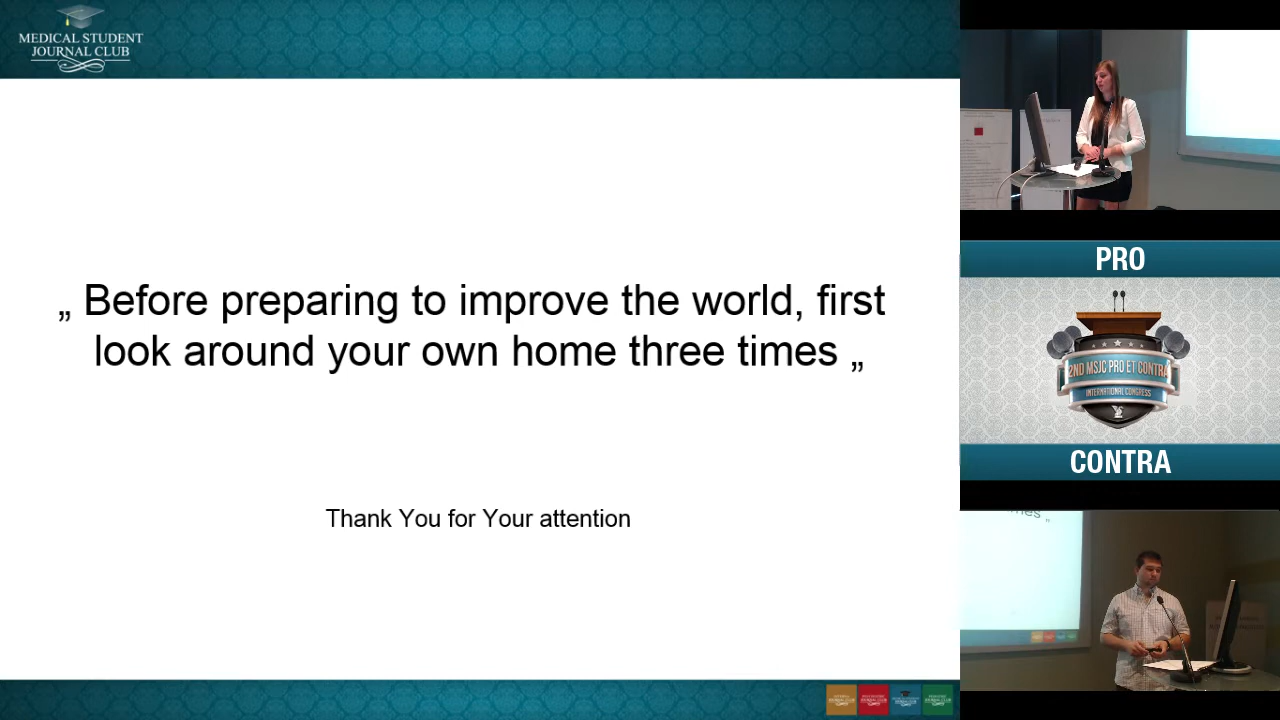 MEDICAL STUDENT
JOURNAL CLUB
„ Before preparing to improve the world, first
look around your own home three times „
Thank You for Your attention
PRO
2ND MSJC PRO ET CONTRA
INTERNATIONAL CONGRESS
CONTRA